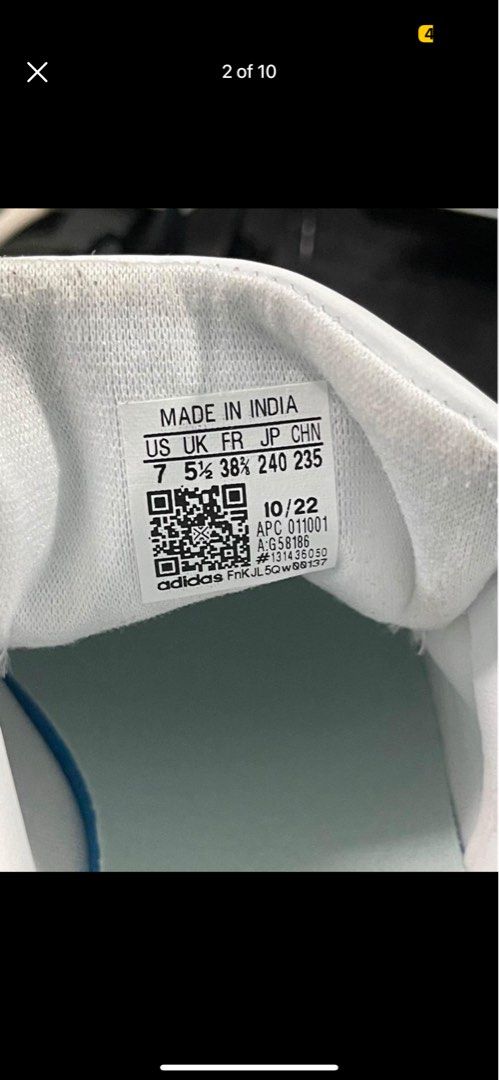 4
2 of 10
MADE IN INDIA
US UK FR JP CHN
7 5½ 38⅔ 240 235
10/22
APC 011001
A:G58186
#131436050
adidas FnKJL5Qw00137